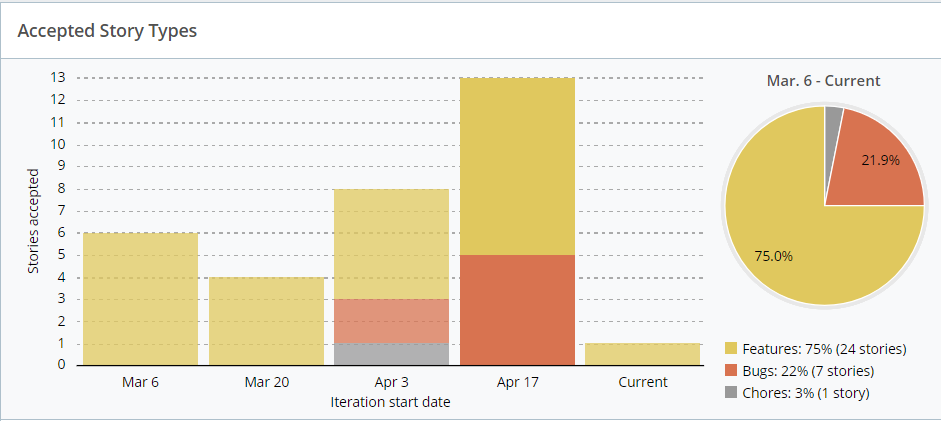 Accepted Story Types
Stories accepted
13
12
11
10
9
8
7
6
5
4
3
2
1
0
Mar 6
Mar 20
Apr 3
Apr 17
Current
Iteration start date
Mar. 6 - Current
21.9%
75.0%
Features: 75% (24 stories)
Bugs: 22% (7 stories)
Chores: 3% (1 story)